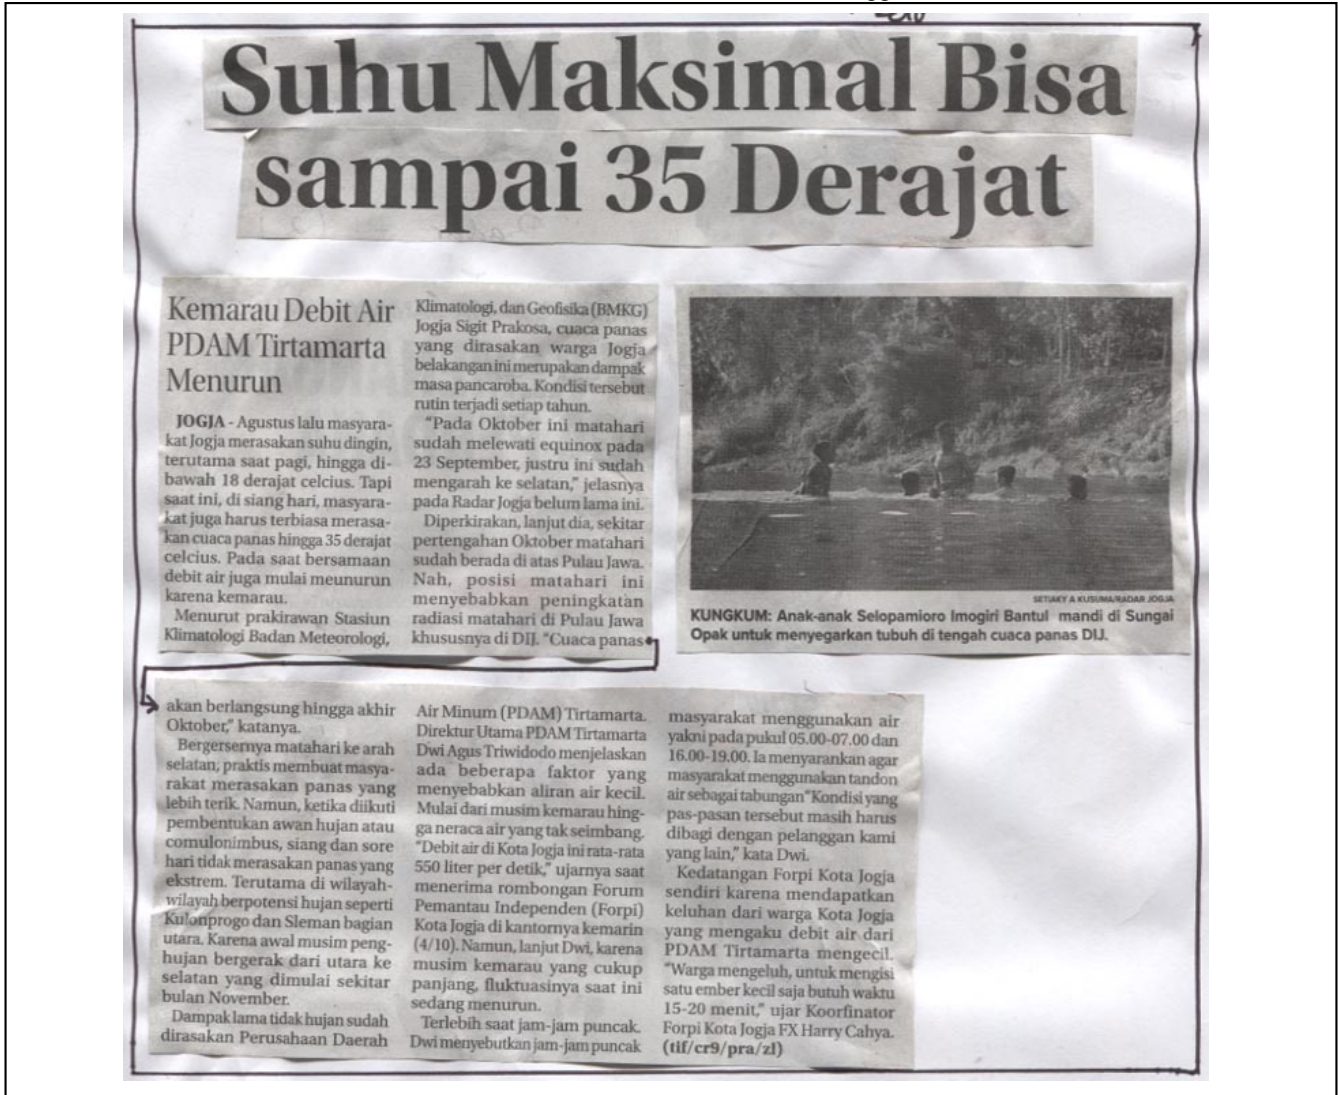 Suhu Maksimal Bisa
sampai 35 Derajat
Kemarau Debit Air
PDAM Tirtamarta
Menurun
JOGJA - Agustus lalu masyara-
kat Jogja merasakan suhu dingin,
terutama saat pagi, hingga di-
bawah 18 derajat celcius. Tapi
saat ini, di siang hari, masyara-
kat juga harus terbiasa merasa-
kan cuaca panas hingga 35 derajat
celcius. Pada saat bersamaan
debit air juga mulai meunurun
karena kemarau.
Menurut prakirawan Stasiun
Klimatologi Badan Meteorologi,
Klimatologi, dan Geofisika (BMKG)
Jogja Sigit Prakosa, cuaca panas
yang dirasakan warga Jogja
belakangan ini merupakan dampak
masa pancaroba. Kondisi tersebut
rutin terjadi setiap tahun.
"Pada Oktober ini matahari
sudah melewati equinox pada
23 September, justru ini sudah
mengarah ke selatan," jelasnya
pada Radar Jogja belum lama ini.
Diperkirakan, lanjut dia, sekitar
pertengahan Oktober matahari
sudah berada di atas Pulau Jawa.
Nah, posisi matahari ini
menyebabkan peningkatan
radiasi matahari di Pulau Jawa
khususnya di DIJ. "Cuaca panas
SETIAKY A KUSUMA/RADAR JOGJA
KUNGKUM: Anak-anak Selopamioro Imogiri Bantul mandi di Sungai
Opak untuk menyegarkan tubuh di tengah cuaca panas DIJ.
akan berlangsung hingga akhir
Oktober," katanya.
Bergersernya matahari ke arah
selatan, praktis membuat masya-
rakat merasakan panas yang
lebih terik. Namun, ketika diikuti
pembentukan awan hujan atau
comulonimbus, siang dan sore
hari tidak merasakan panas yang
ekstrem. Terutama di wilayah-
wilayah berpotensi hujan seperti
Kulonprogo dan Sleman bagian
utara. Karena awal musim peng-
hujan bergerak dari utara ke
selatan yang dimulai sekitar
bulan November.
Dampak lama tidak hujan sudah
dirasakan Perusahaan Daerah
Air Minum (PDAM) Tirtamarta.
Direktur Utama PDAM Tirtamarta
Dwi Agus Triwidodo menjelaskan
ada beberapa faktor yang
menyebabkan aliran air kecil.
Mulai dari musim kemarau hing-
ga neraca air yang tak seimbang.
"Debit air di Kota Jogja ini rata-rata
550 liter per detik," ujarnya saat
menerima rombongan Forum
Pemantau Independen (Forpi)
Kota Jogja di kantornya kemarin
(4/10). Namun, lanjut Dwi, karena
musim kemarau yang cukup
panjang, fluktuasinya saat ini
sedang menurun.
Terlebih saat jam-jam puncak.
Dwi menyebutkan jam-jam puncak
masyarakat menggunakan air
yakni pada pukul 05.00-07.00 dan
16.00-19.00. Ia menyarankan agar
masyarakat menggunakan tandon
air sebagai tabungan "Kondisi yang
pas-pasan tersebut masih harus
dibagi dengan pelanggan kami
yang lain," kata Dwi.
Kedatangan Forpi Kota Jogja
sendiri karena mendapatkan
keluhan dari warga Kota Jogja
yang mengaku debit air dari
PDAM Tirtamarta mengecil.
"Warga mengeluh, untuk mengisi
satu ember kecil saja butuh waktu
15-20 menit," ujar Koorfinator
Forpi Kota Jogja FX Harry Cahya.
(tif/cr9/pra/zl)